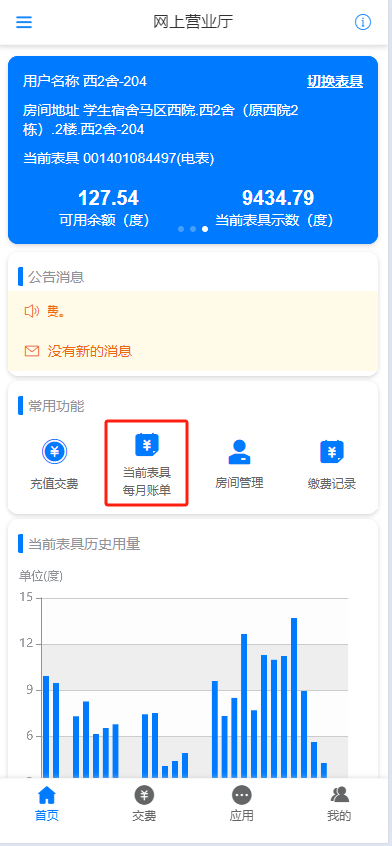 网上营业厅
用户名称 西2舍-204
切换表具
房间地址 学生宿舍马区西院.西2舍（原西院2
栋）.2楼.西2舍-204
当前表具 001401084497(电表)
127.54
9434.79
可用余额（度）
当前表具示数（度）
公告消息
费。
没有新的消息
常用功能
充值交费
当前表具
每月账单
房间管理
缴费记录
当前表具历史用量
单位(度)
15
12
9
6
首页
交费
应用
我的